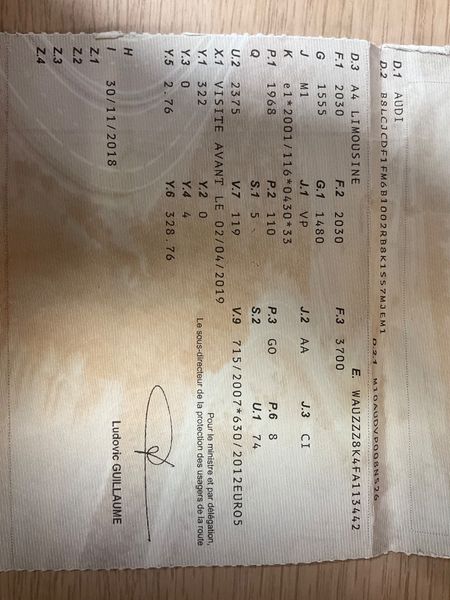 D.1 AUDI
D.2 B8LCJCDF1FM6B1002RB8K1S57MJEM1 D.2.1 M10AUDVP008N526
D.3 A4 LIMOUSINE E. WAUZZZ8K4FA113442
F.1 2030 F.2 2030 F.3 3700
G 1555 G.1 1480
J M1 J.1 VP J.2 AA J.3 CI
K e1*2001/116*0430*33
P.1 1968 P.2 110 P.3 GO P.6 8
Q S.1 5 S.2 U.1 74
U.2 2375 V.7 119 V.9 715/2007*630/2012EURO5
X.1 VISITE AVANT LE 02/04/2019
Y.1 322 Y.2 0
Y.3 0 Y.4 4
Y.5 2.76 Y.6 328.76
Pour le ministre et par délégation,
Le sous-directeur de la protection des usagers de la route
H
I 30/11/2018
Ludovic GUILLAUME
Z.1
Z.2
Z.3
Z.4